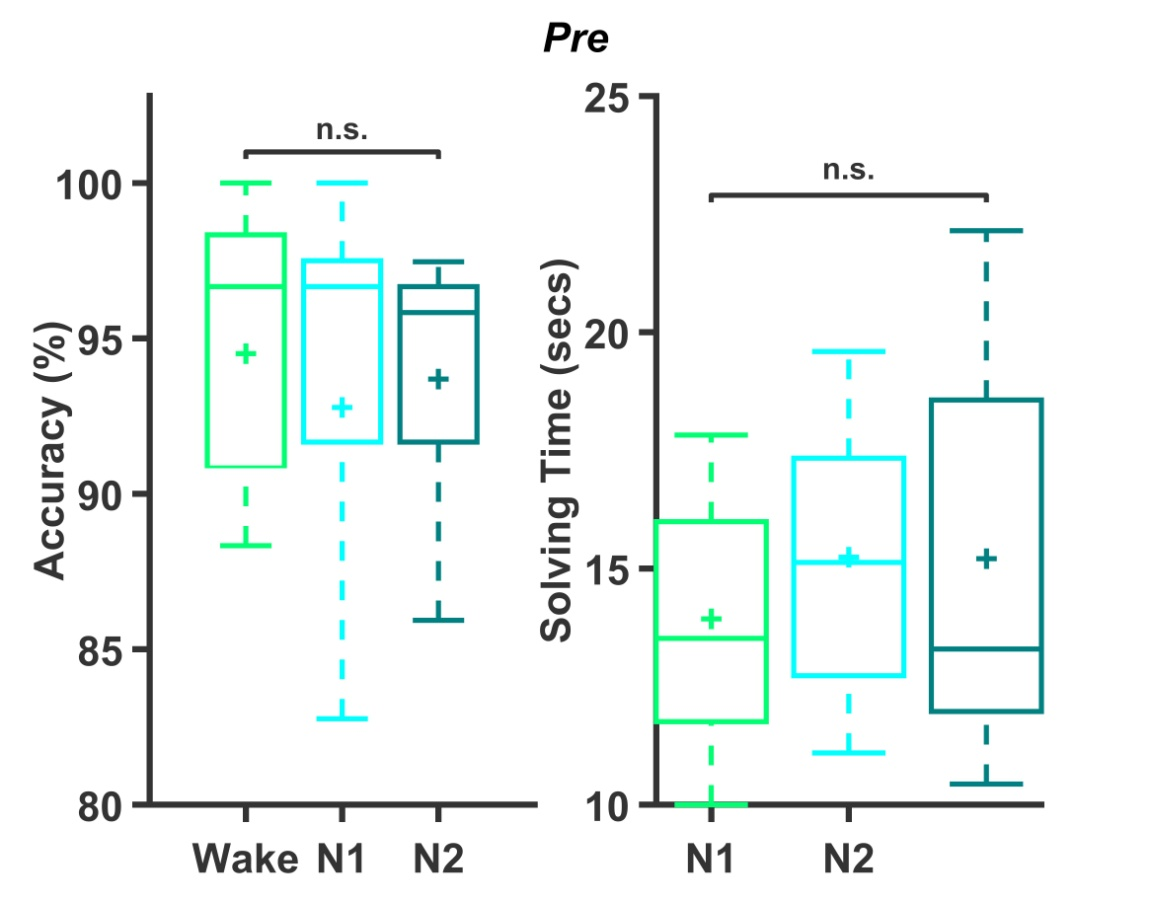 Pre
n.s.
100
95
90
85
80
Accuracy (%)
Wake N1 N2
n.s.
25
20
15
10
Solving Time (secs)
N1 N2